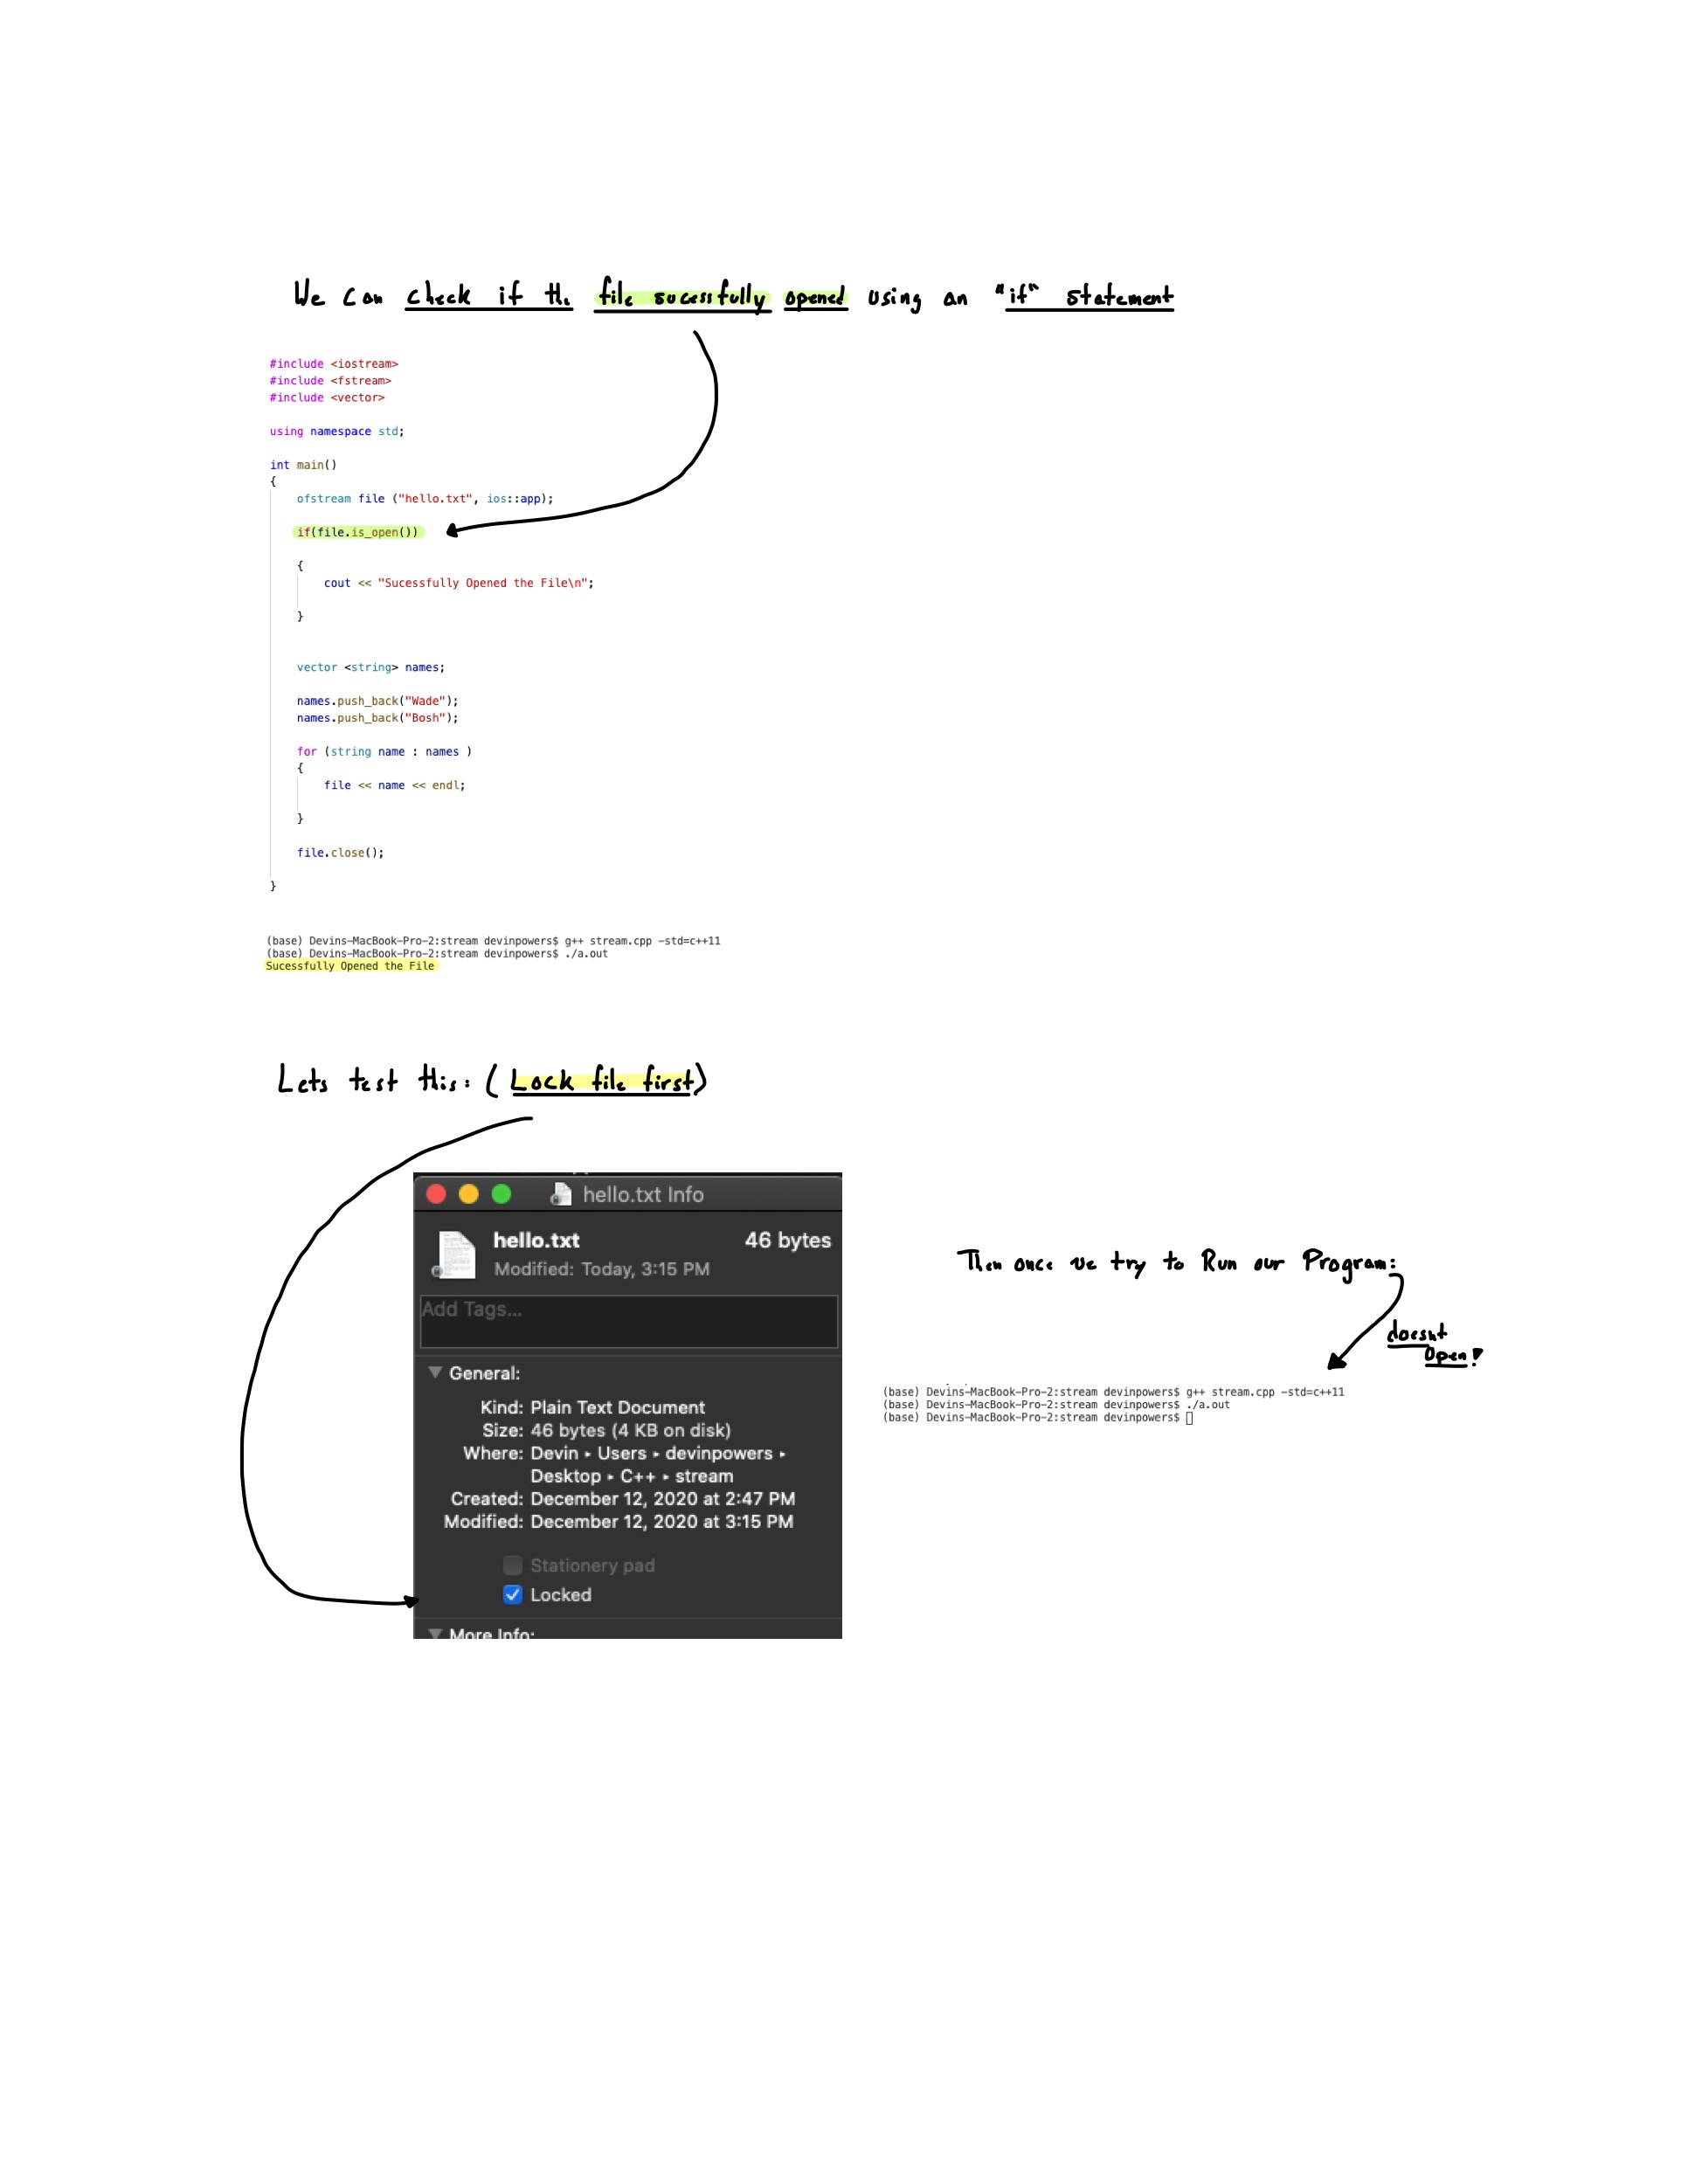 We can check if the file sucessfully opened using an "if" statement
#include <iostream>
#include <fstream>
#include <vector>
using namespace std;
int main()
{
ofstream file ("hello.txt", ios::app);
if(file.is_open())
{
cout << "Sucessfully Opened the File\n";
}
vector <string> names;
names.push_back("Wade");
names.push_back("Bosh");
for (string name : names )
{
file << name << endl;
}
file.close();
}
(base) Devins-MacBook-Pro-2:stream devinpowers$ g++ stream.cpp -std=c++11
(base) Devins-MacBook-Pro-2:stream devinpowers$ ./a.out
Sucessfully Opened the File
Lets test this: (Lock file first)
hello.txt Info
hello.txt 46 bytes
Modified: Today, 3:15 PM
Add Tags...
General:
Kind: Plain Text Document
Size: 46 bytes (4 KB on disk)
Where: Devin ▸ Users ▸ devinpowers ▸
Desktop ▸ C++ ▸ stream
Created: December 12, 2020 at 2:47 PM
Modified: December 12, 2020 at 3:15 PM
Stationery pad
Locked
More Info:
Then once we try to Run our Program:
doesnt
Open!
(base) Devins-MacBook-Pro-2:stream devinpowers$ g++ stream.cpp -std=c++11
(base) Devins-MacBook-Pro-2:stream devinpowers$ ./a.out
(base) Devins-MacBook-Pro-2:stream devinpowers$